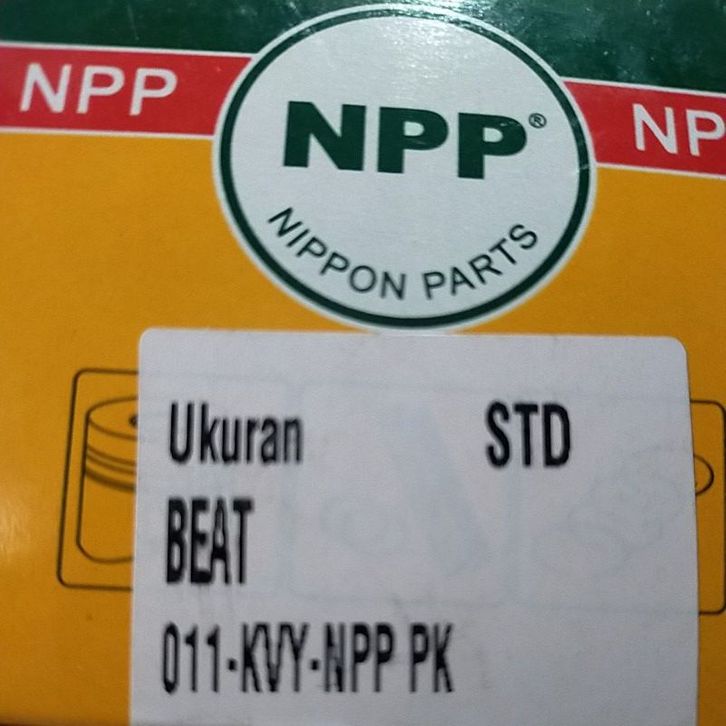 NPP
NPP®
NP
NIPPON PARTS
Ukuran STD
BEAT
011-KVY-NPP PK